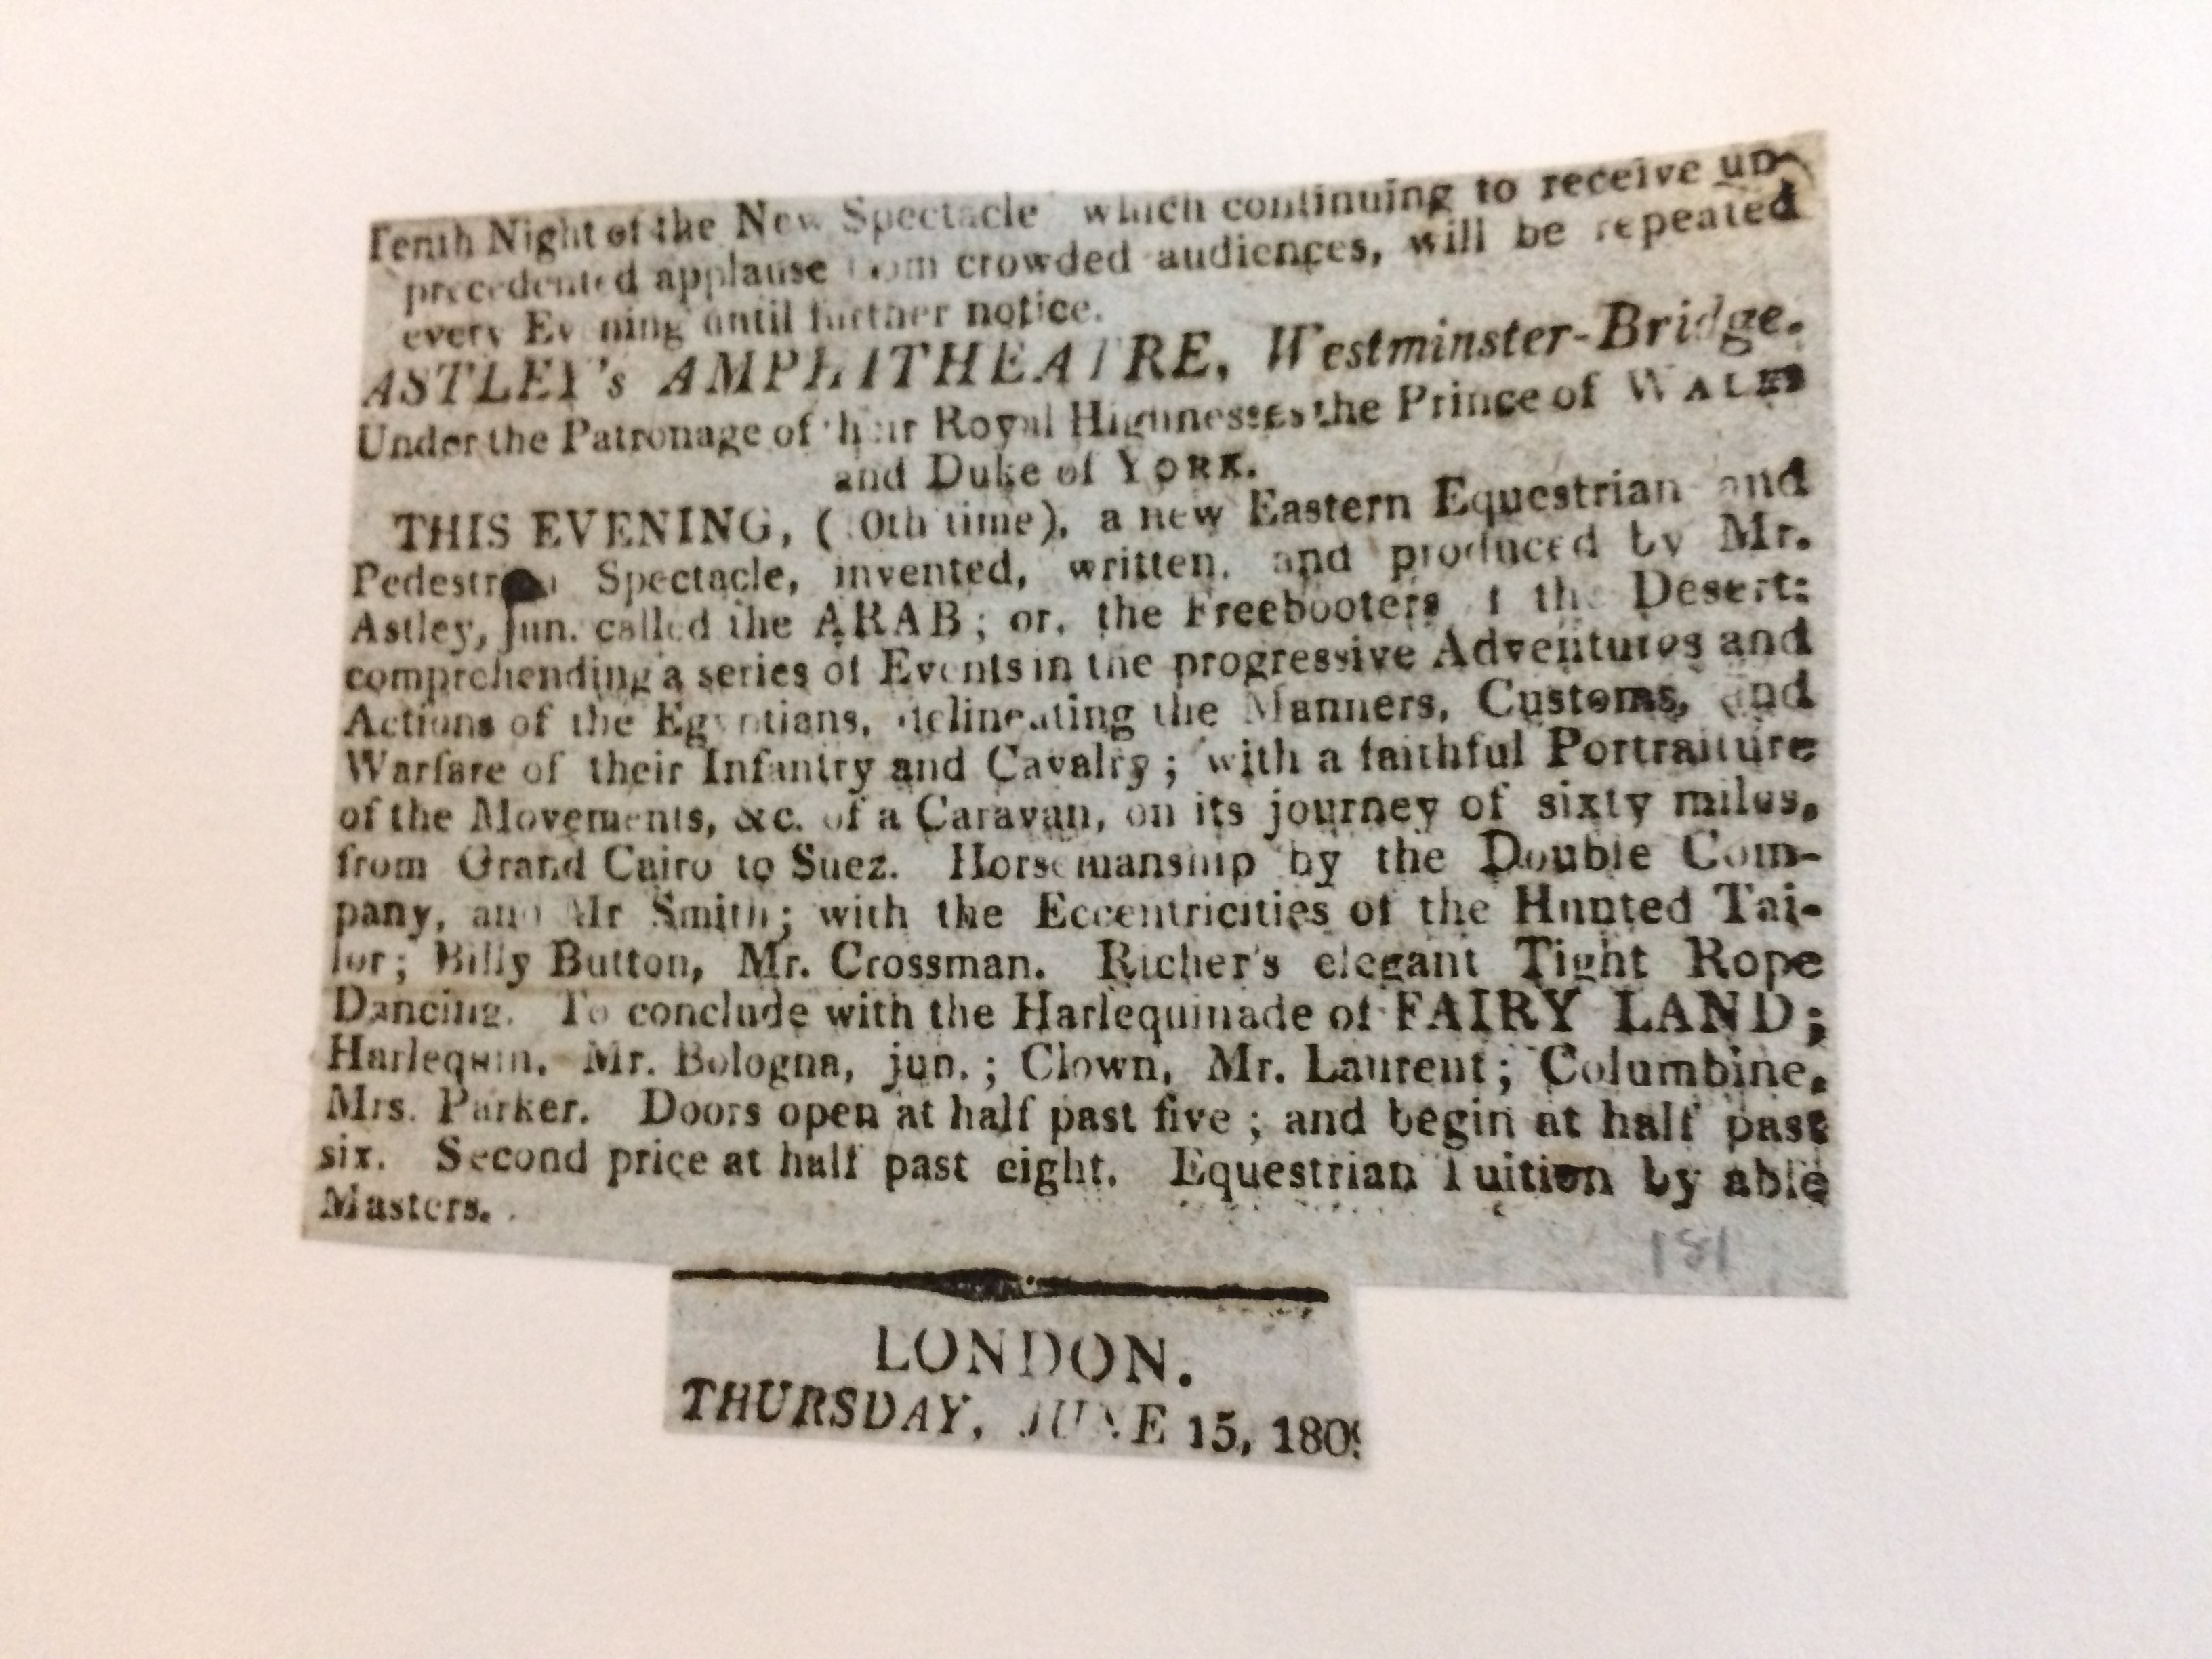 Tenth Night of the New Spectacle which continuing to receive un-
precedented applause from crowded audiences, will be repeated
every Evening until further notice.
ASTLEY's AMPHITHEATRE, Westminster-Bridge.
Under the Patronage of their Royal Highnesses the Prince of WALES
and Duke of YORK.
THIS EVENING, (10th time), a new Eastern Equestrian and
Pedestrian Spectacle, invented, written, and produced by Mr.
Astley, jun. called the ARAB; or, the Freebooters of the Desert;
comprehending a series of Events in the progressive Adventures and
Actions of the Egyptians, delineating the Manners, Customs, and
Warfare of their Infantry and Cavalry; with a faithful Portraiture
of the Movements, &c. of a Caravan, on its journey of sixty miles,
from Grand Cairo to Suez. Horsemanship by the Double Com-
pany, and Mr Smith; with the Eccentricities of the Hunted Tai-
lor; Billy Button, Mr. Crossman. Richer's elegant Tight Rope
Dancing. To conclude with the Harlequinade of FAIRY LAND;
Harlequin, Mr. Bologna, jun.; Clown, Mr. Laurent; Columbine,
Mrs. Parker. Doors open at half past five; and begin at half past
six. Second price at half past eight. Equestrian Tuition by able
Masters.
181
LONDON.
THURSDAY, JUNE 15, 1809